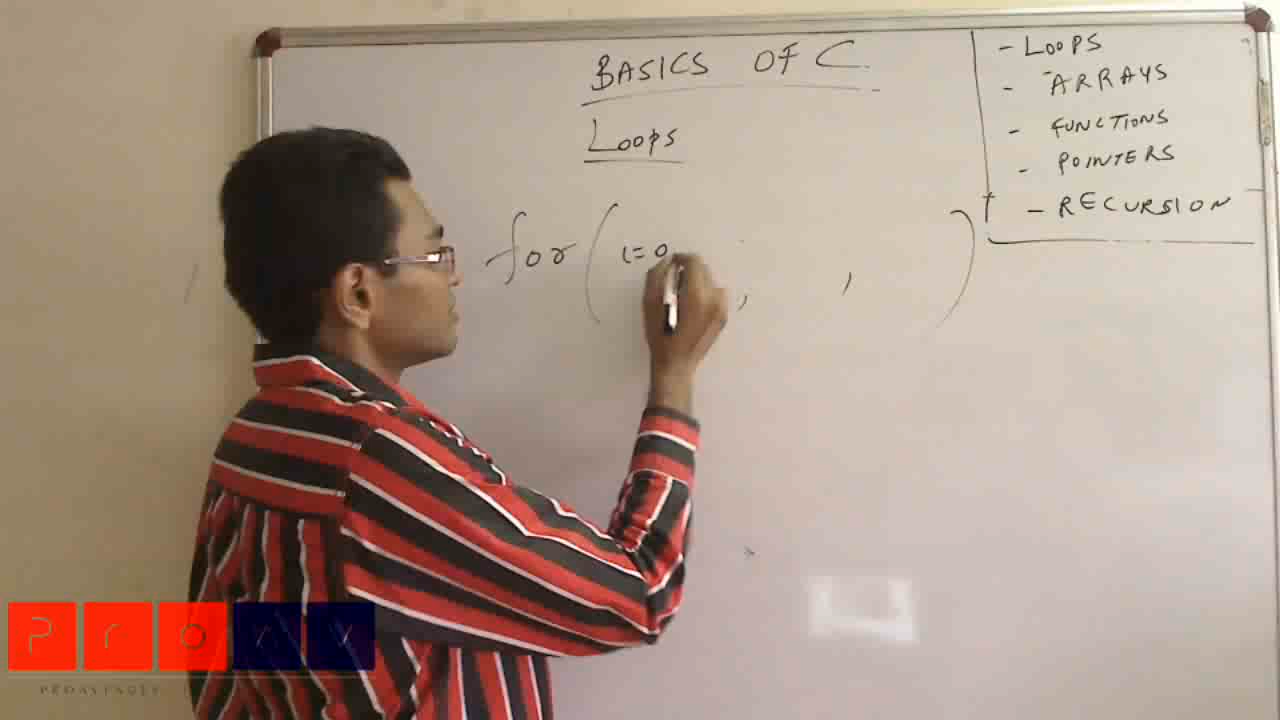 BASICS OF C
Loops
for ( i=0 ; ; )
- LOOPS
- ARRAYS
- FUNCTIONS
- POINTERS
- RECURSION